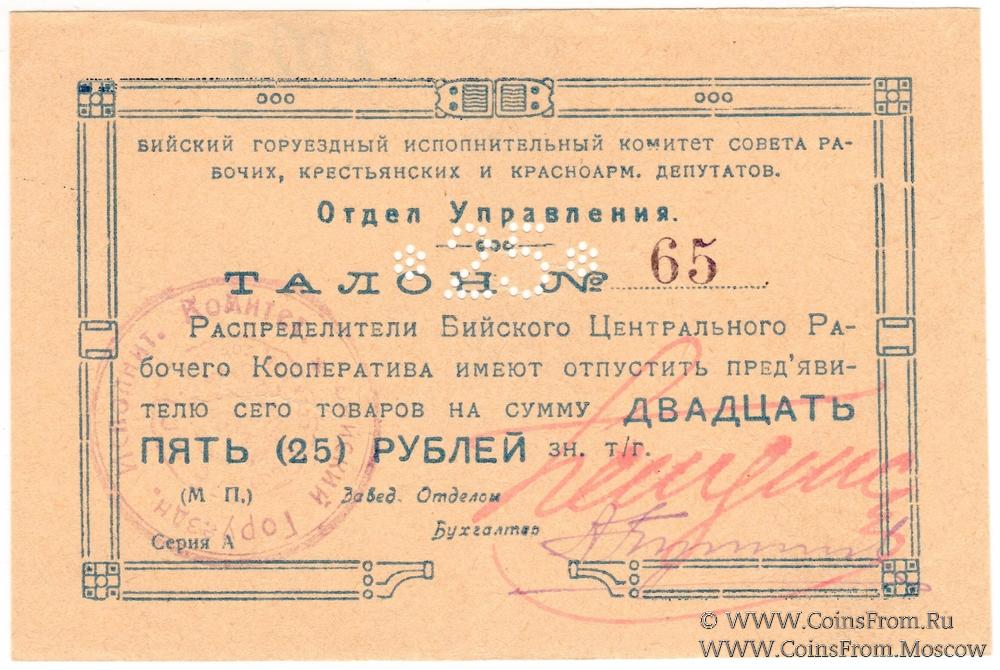 БИЙСКИЙ ГОРУЕЗДНЫЙ ИСПОЛНИТЕЛЬНЫЙ КОМИТЕТ СОВЕТА РА-
БОЧИХ, КРЕСТЬЯНСКИХ И КРАСНОАРМ. ДЕПУТАТОВ.
Отдел Управления.
*25*
ТАЛОН № 65
Распределители Бийского Центрального Ра-
бочего Кооператива имеют отпустить пред'яви-
телю сего товаров на сумму ДВАДЦАТЬ
ПЯТЬ (25) РУБЛЕЙ зн. т/г.
(М П.) Завед. Отделом
Бухгалтер
Серия А
© WWW.CoinsFrom.Ru
WWW.CoinsFrom.Moscow